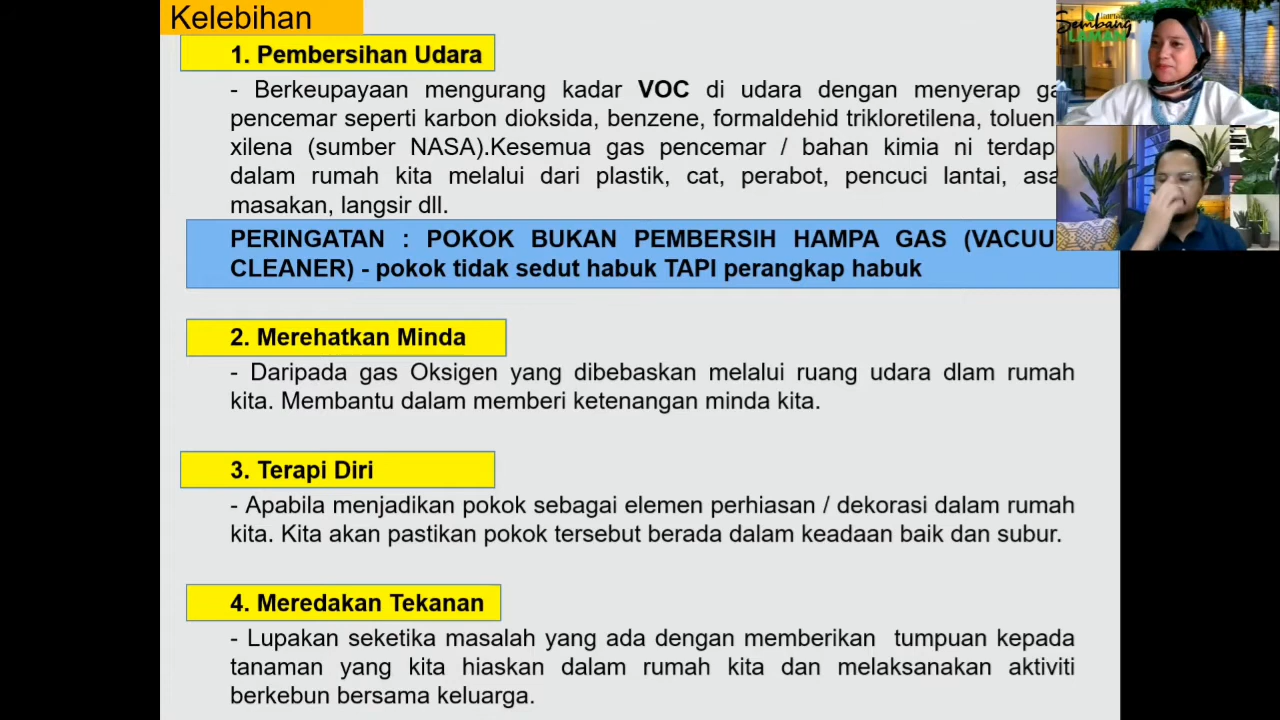 Kelebihan
1. Pembersihan Udara
- Berkeupayaan mengurang kadar VOC di udara dengan menyerap
pencemar seperti karbon dioksida, benzene, formaldehid trikloretilena,
xilena (sumber NASA).Kesemua gas pencemar / bahan kimia ni
dalam rumah kita melalui dari plastik, cat, perabot, pencuci lantai,
masakan, langsir dll.
PERINGATAN : POKOK BUKAN PEMBERSIH HAMPA GAS
CLEANER) - pokok tidak sedut habuk TAPI perangkap habuk
2. Merehatkan Minda
- Daripada gas Oksigen yang dibebaskan melalui ruang udara dlam rumah
kita. Membantu dalam memberi ketenangan minda kita.
3. Terapi Diri
- Apabila menjadikan pokok sebagai elemen perhiasan / dekorasi dalam rumah
kita. Kita akan pastikan pokok tersebut berada dalam keadaan baik dan subur.
4. Meredakan Tekanan
- Lupakan seketika masalah yang ada dengan memberikan tumpuan kepada
tanaman yang kita hiaskan dalam rumah kita dan melaksanakan aktiviti
berkebun bersama keluarga.
Sembang
LAMAN